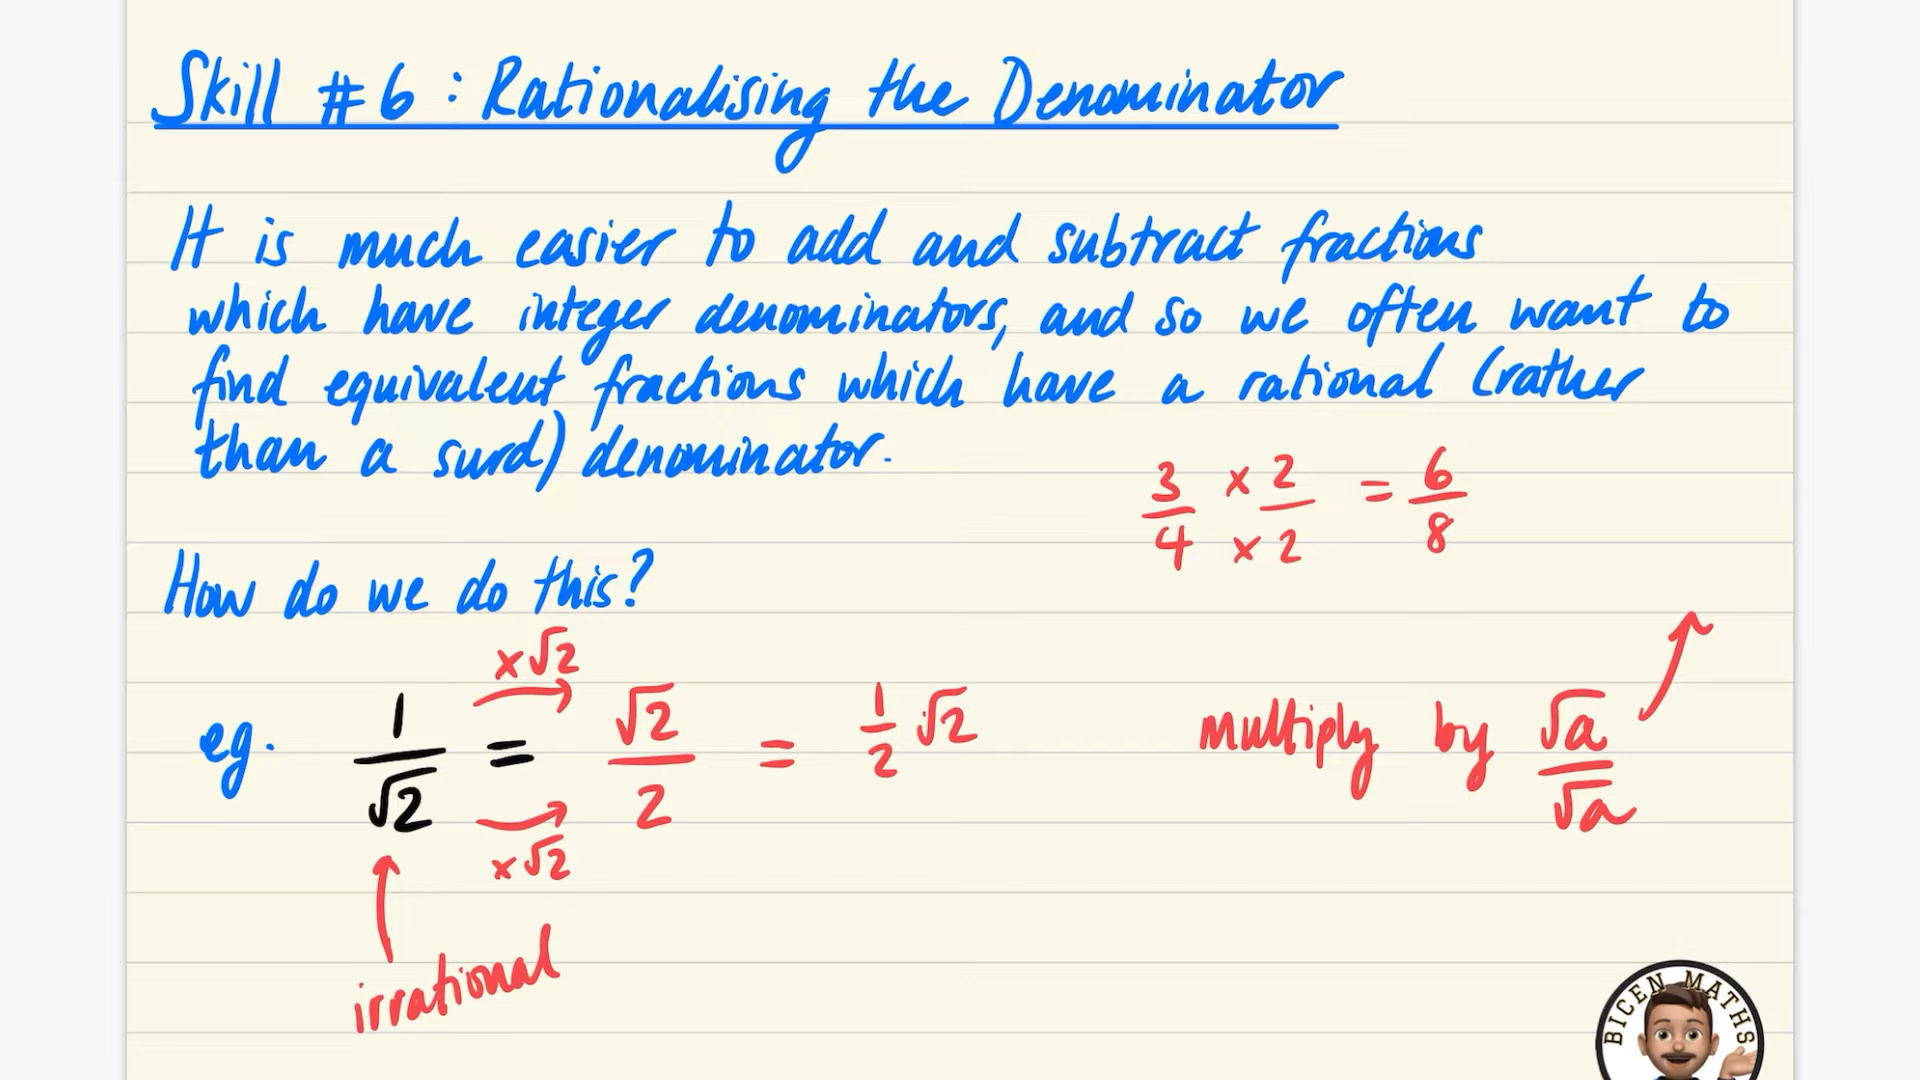 Skill #6: Rationalising the Denominator
It is much easier to add and subtract fractions
which have integer denominators, and so we often want to
find equivalent fractions which have a rational (rather
than a surd) denominator.
3/4 ×2/×2 = 6/8
How do we do this?
×√2
eg. 1/√2 = √2/2 = 1/2 √2
×√2
multiply by √a/√a
irrational
BICEN MATHS